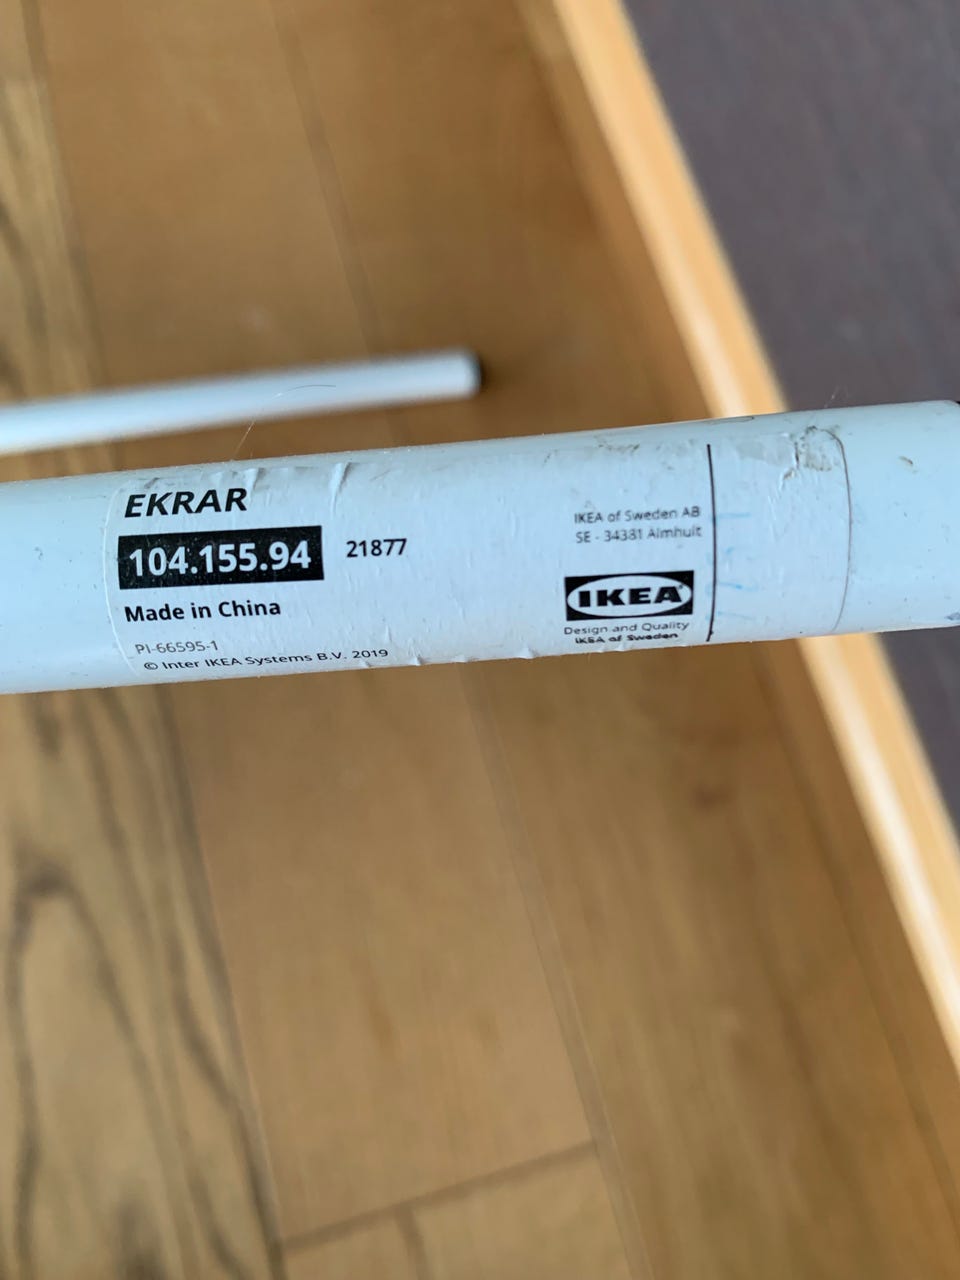 EKRAR
104.155.94 21877
Made in China
PI-66595-1
© Inter IKEA Systems B.V. 2019
IKEA of Sweden AB
SE - 34381 Älmhult
IKEA®
Design and Quality
IKEA of Sweden